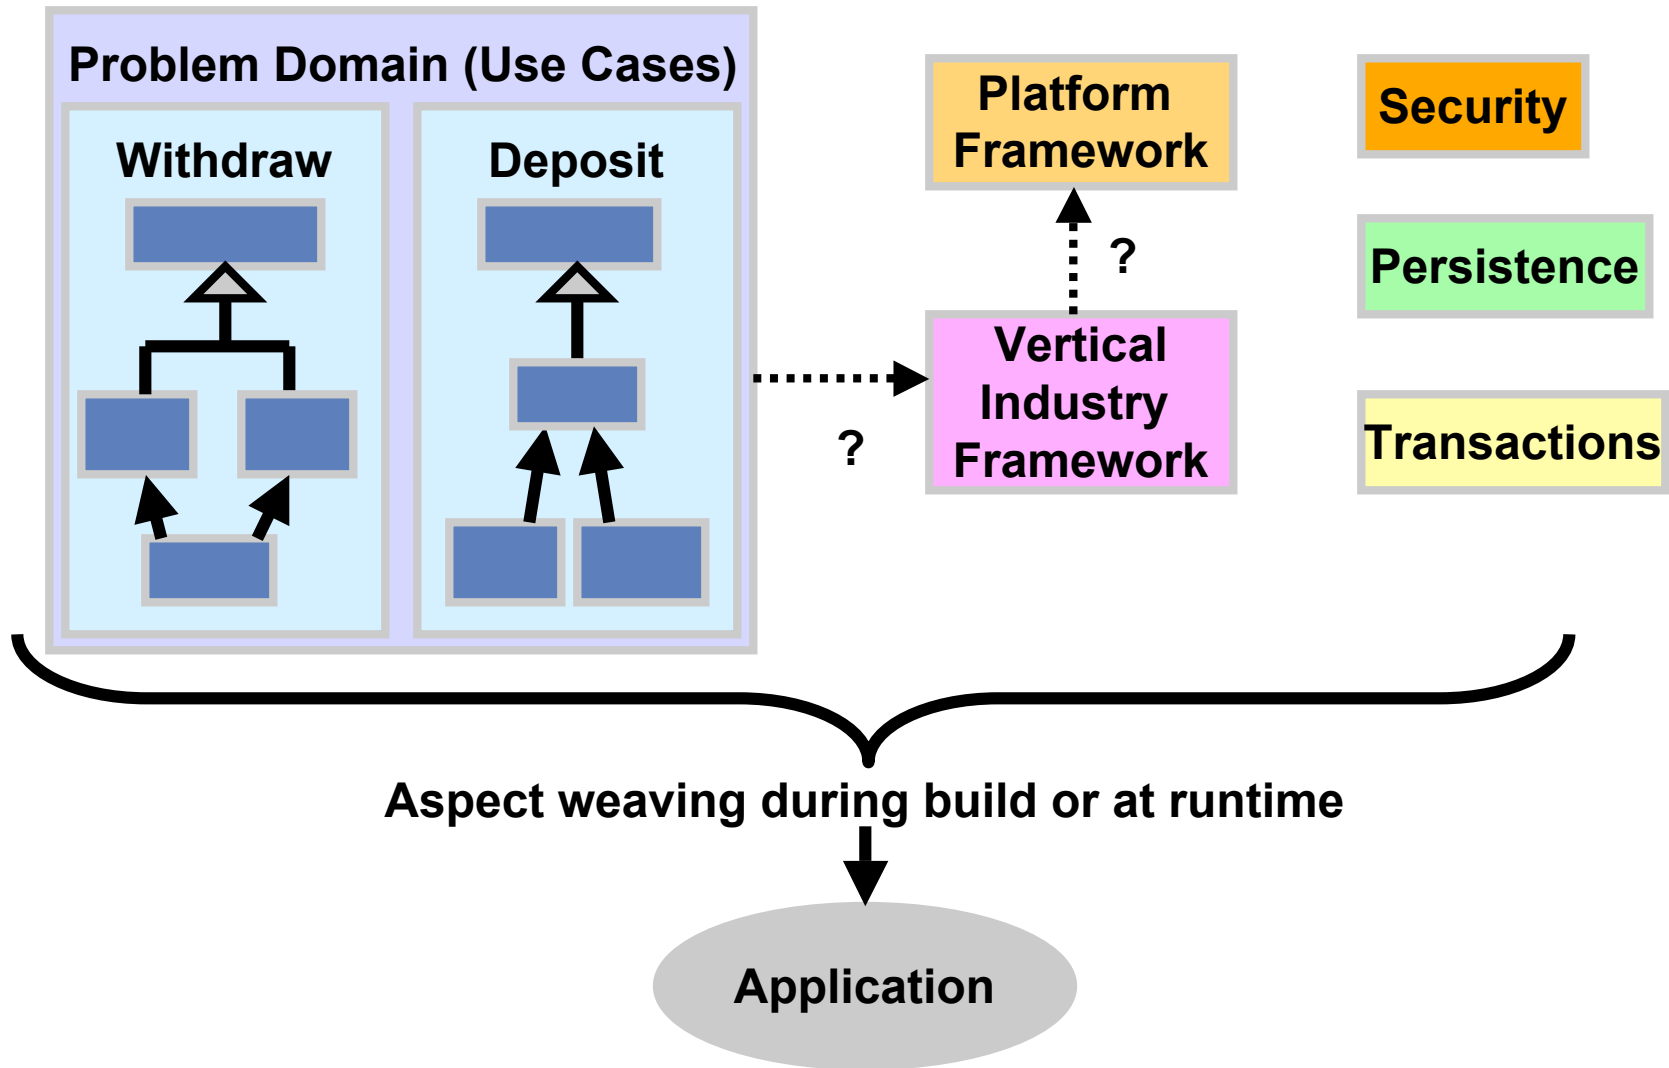 Problem Domain (Use Cases)
Withdraw
Deposit
Platform
Framework
?
Vertical
Industry
Framework
?
Security
Persistence
Transactions
Aspect weaving during build or at runtime
Application